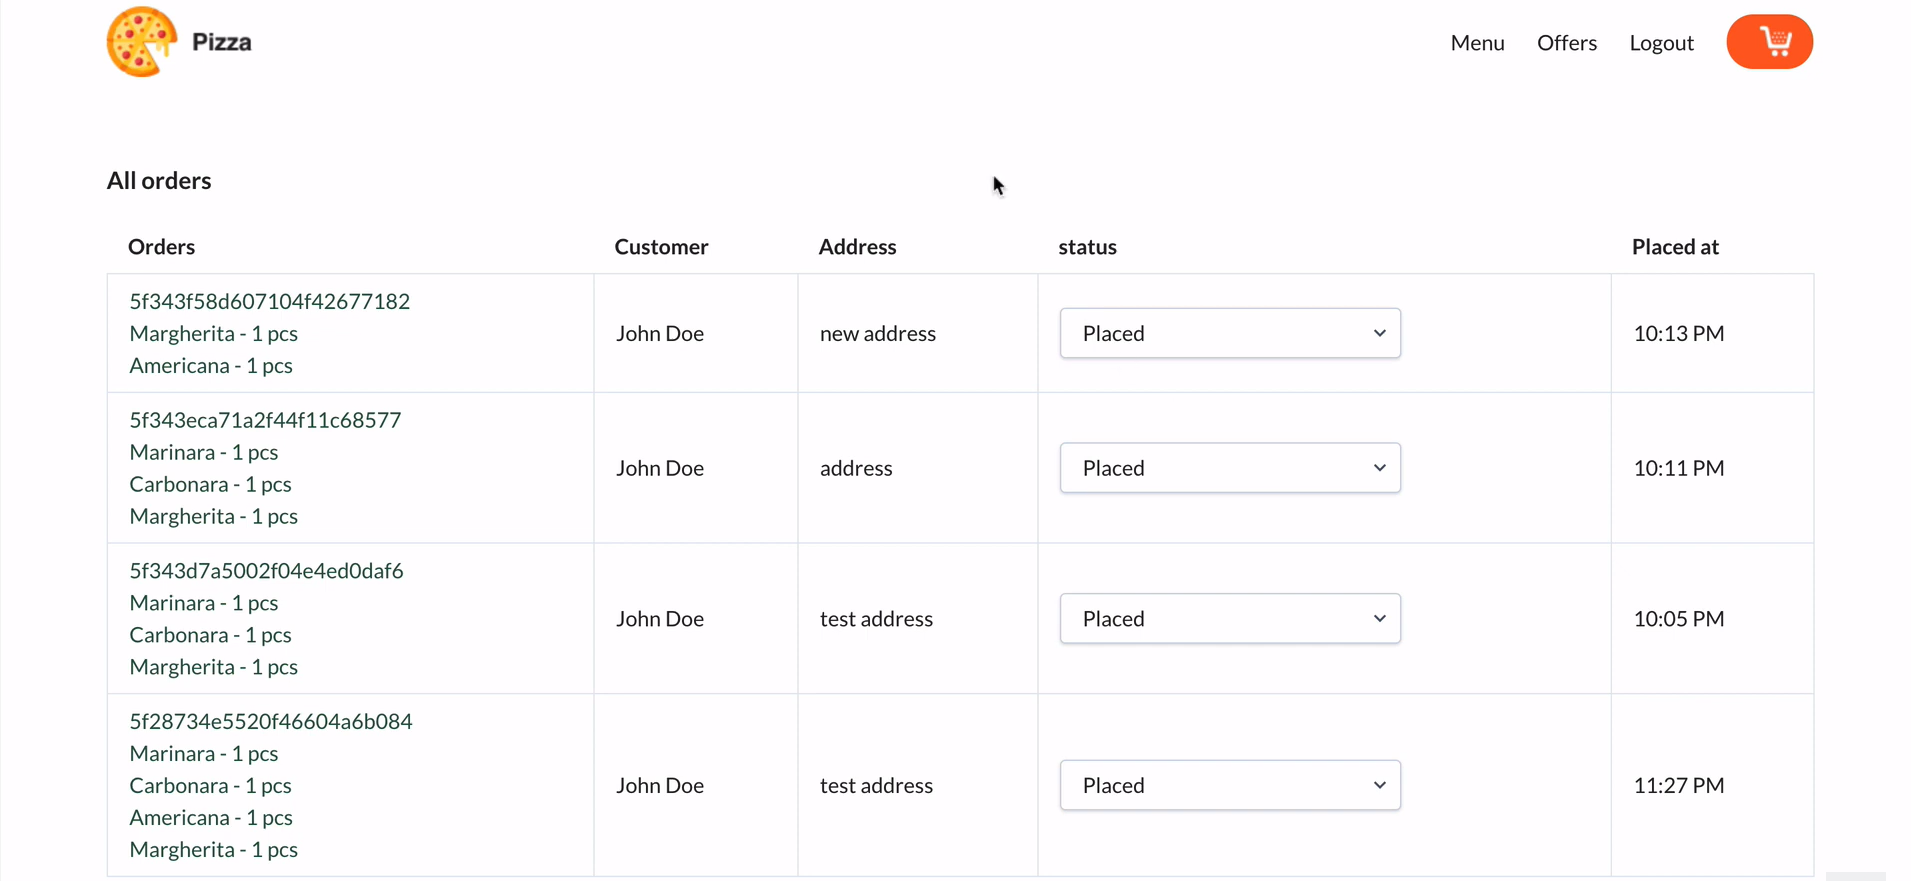 Pizza
Menu Offers Logout
All orders
Orders Customer Address status Placed at
5f343f58d607104f42677182
Margherita - 1 pcs
Americana - 1 pcs
John Doe
new address
Placed
10:13 PM
5f343eca71a2f44f11c68577
Marinara - 1 pcs
Carbonara - 1 pcs
Margherita - 1 pcs
John Doe
address
Placed
10:11 PM
5f343d7a5002f04e4ed0daf6
Marinara - 1 pcs
Carbonara - 1 pcs
Margherita - 1 pcs
John Doe
test address
Placed
10:05 PM
5f28734e5520f46604a6b084
Marinara - 1 pcs
Carbonara - 1 pcs
Americana - 1 pcs
Margherita - 1 pcs
John Doe
test address
Placed
11:27 PM